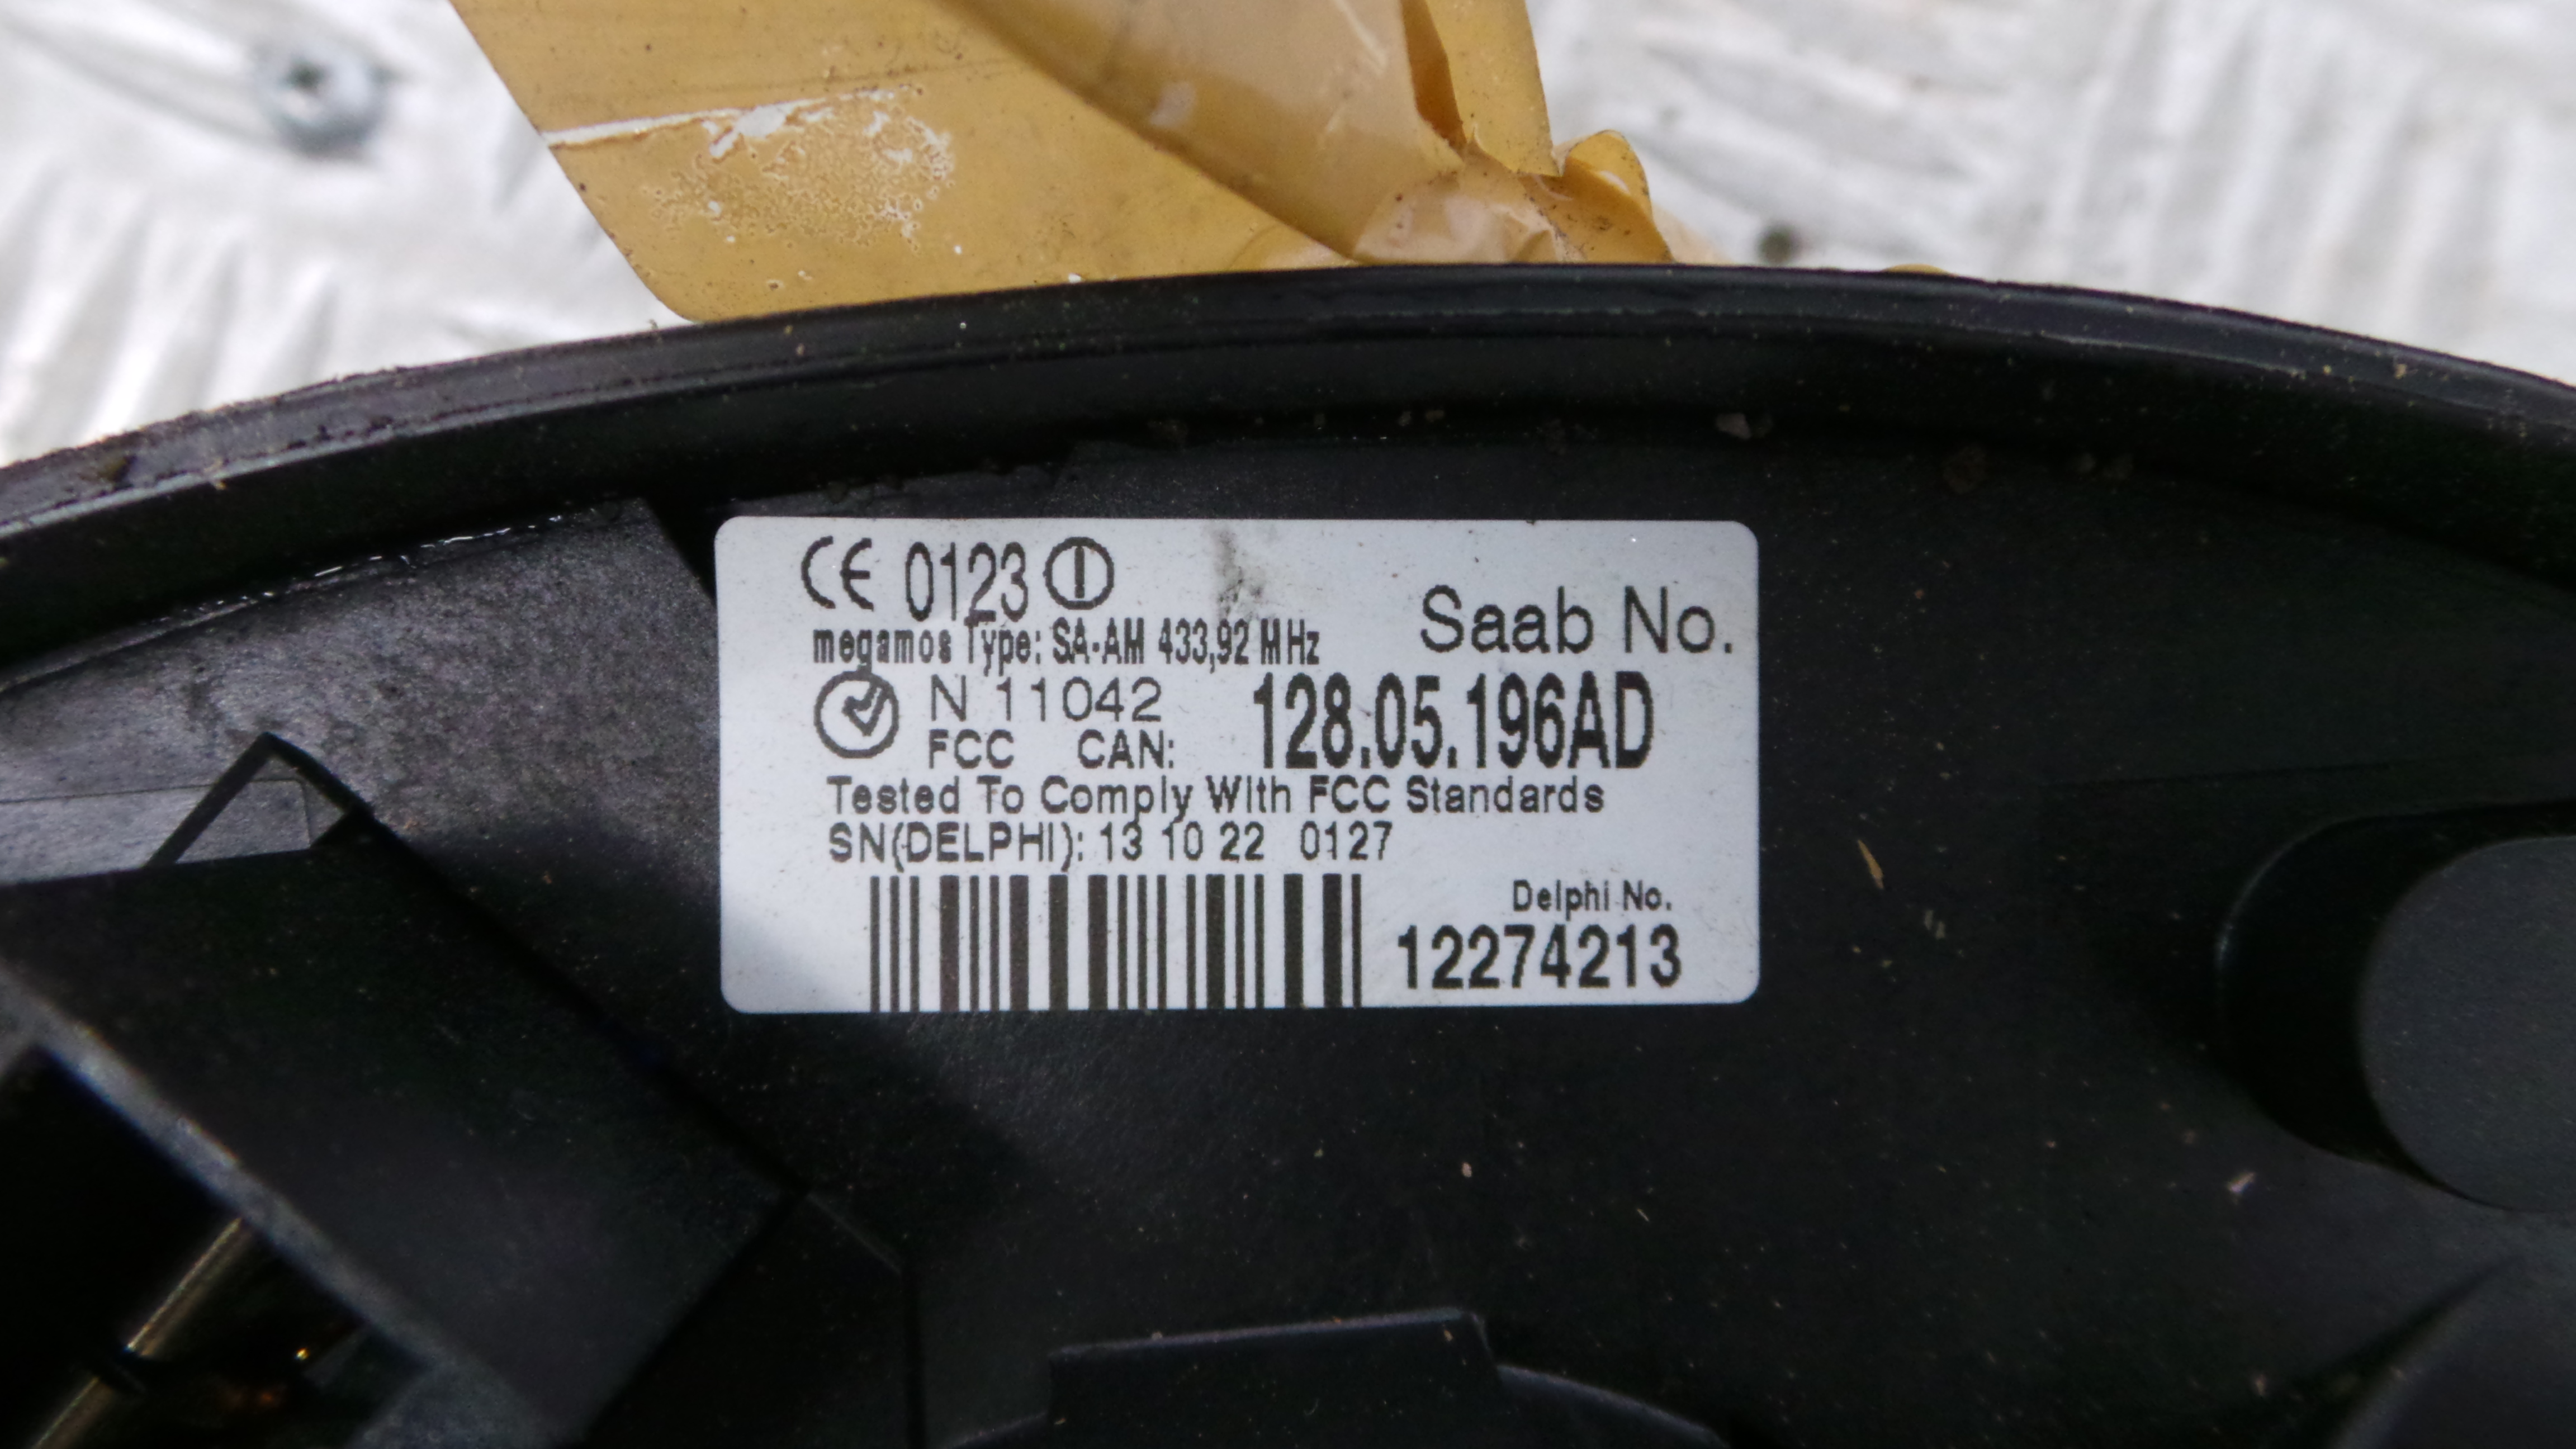 CE 0123
megamos Type: SA-AM 433,92 MHz
Saab No.
N 11042
128.05.196AD
FCC CAN:
Tested To Comply With FCC Standards
SN(DELPHI): 13 10 22 0127
Delphi No.
12274213